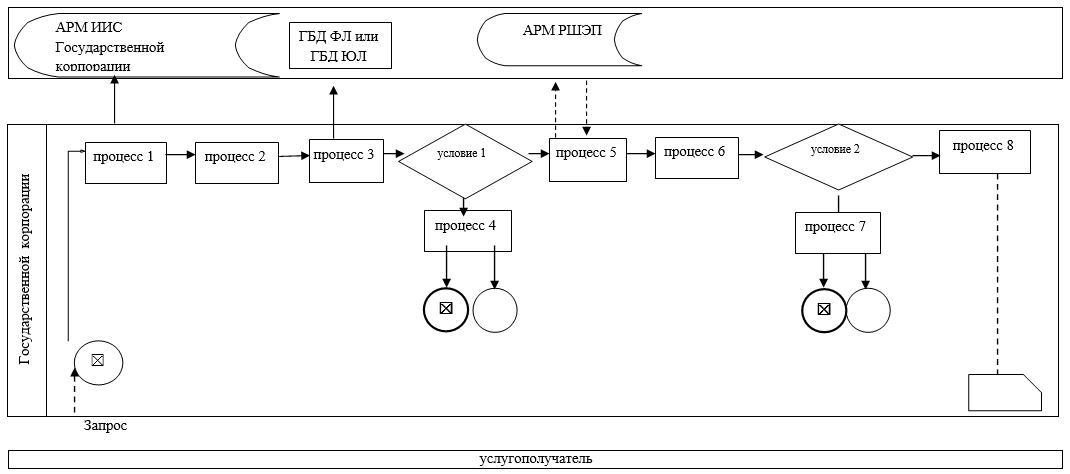 АРМ ИИС
Государственной
корпорации
ГБД ФЛ или
ГБД ЮЛ
АРМ РШЭП
Государственной корпорации
процесс 1
процесс 2
процесс 3
условие 1
процесс 5
процесс 6
условие 2
процесс 8
процесс 4
процесс 7
Запрос
услугополучатель